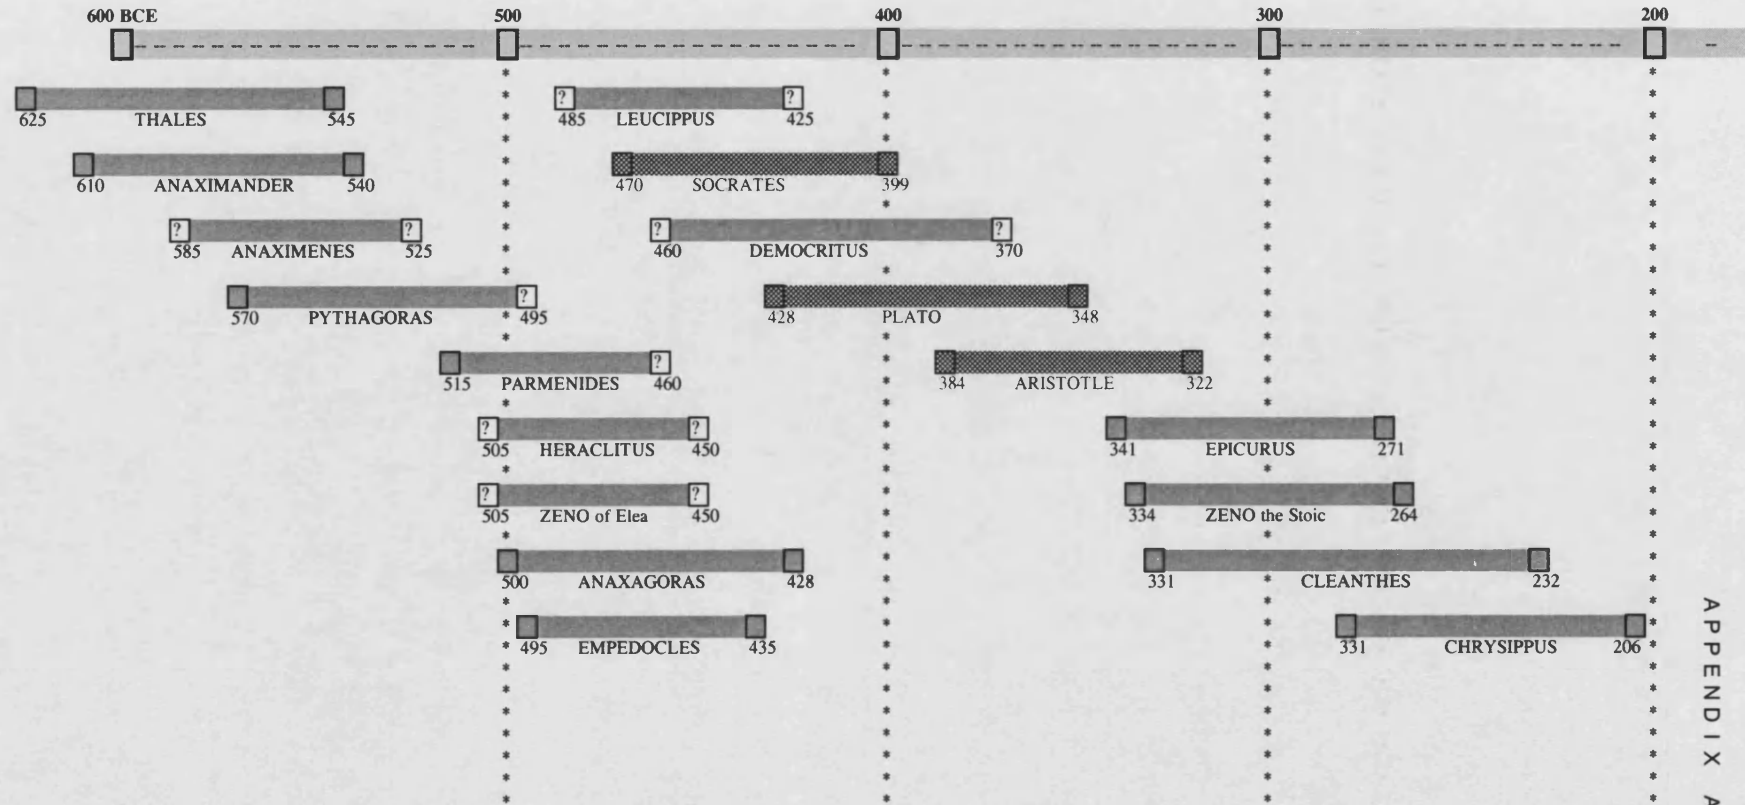 600 BCE 500 400 300 200
? ?
625 THALES 545 485 LEUCIPPUS 425
610 ANAXIMANDER 540 470 SOCRATES 399
? ? ? ?
585 ANAXIMENES 525 460 DEMOCRITUS 370
?
570 PYTHAGORAS 495 428 PLATO 348
?
515 PARMENIDES 460 384 ARISTOTLE 322
? ?
505 HERACLITUS 450 341 EPICURUS 271
? ?
505 ZENO of Elea 450 334 ZENO the Stoic 264
500 ANAXAGORAS 428 331 CLEANTHES 232
495 EMPEDOCLES 435 331 CHRYSIPPUS 206
APPENDIX A